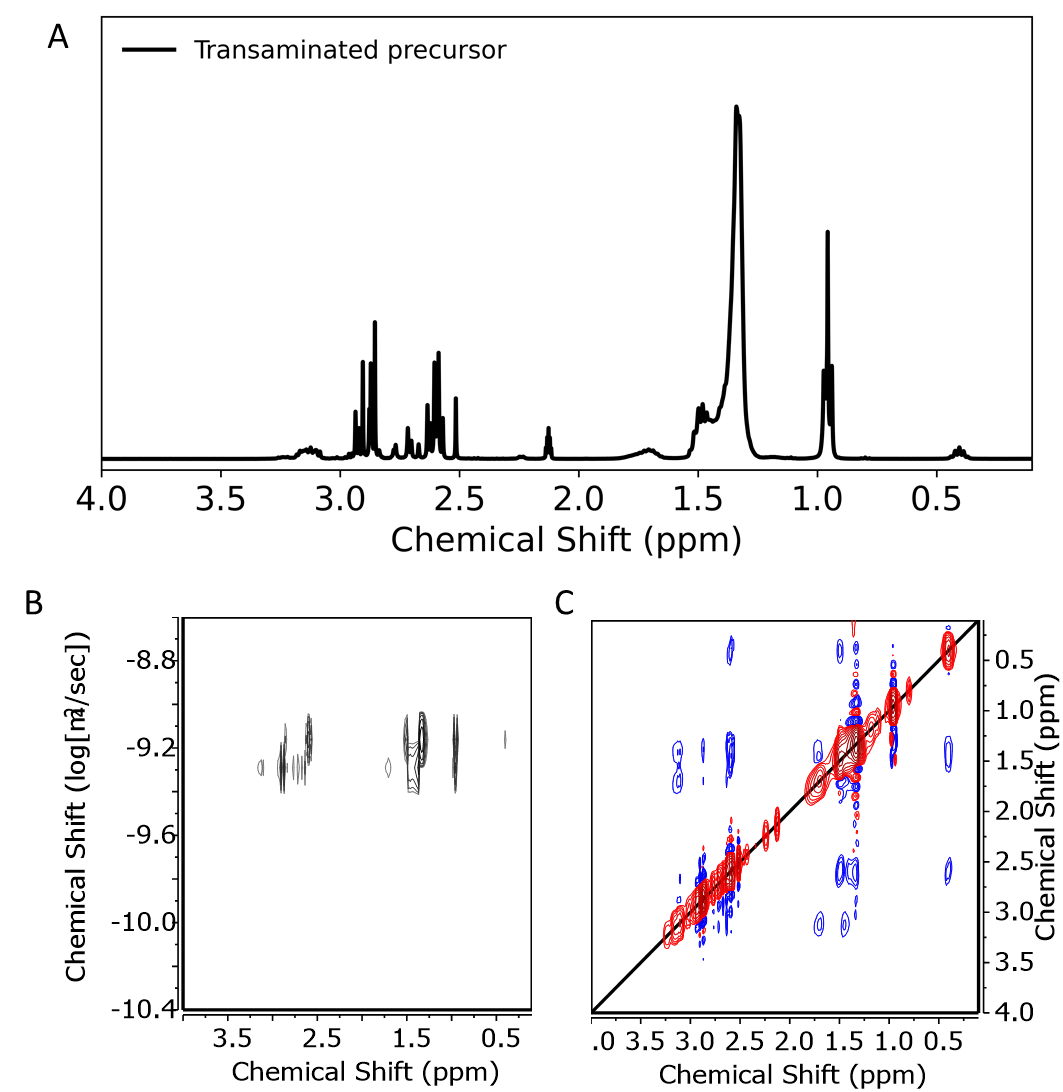 A
Transaminated precursor
4.0 3.5 3.0 2.5 2.0 1.5 1.0 0.5
Chemical Shift (ppm)
B
Chemical Shift (log[m2/sec])
-8.8
-9.2
-9.6
-10.0
-10.4
3.5 2.5 1.5 0.5
Chemical Shift (ppm)
C
0.5
1.0
1.5
2.0
2.5
3.0
3.5
4.0
Chemical Shift (ppm)
.0 3.5 3.0 2.5 2.0 1.5 1.0 0.5
Chemical Shift (ppm)